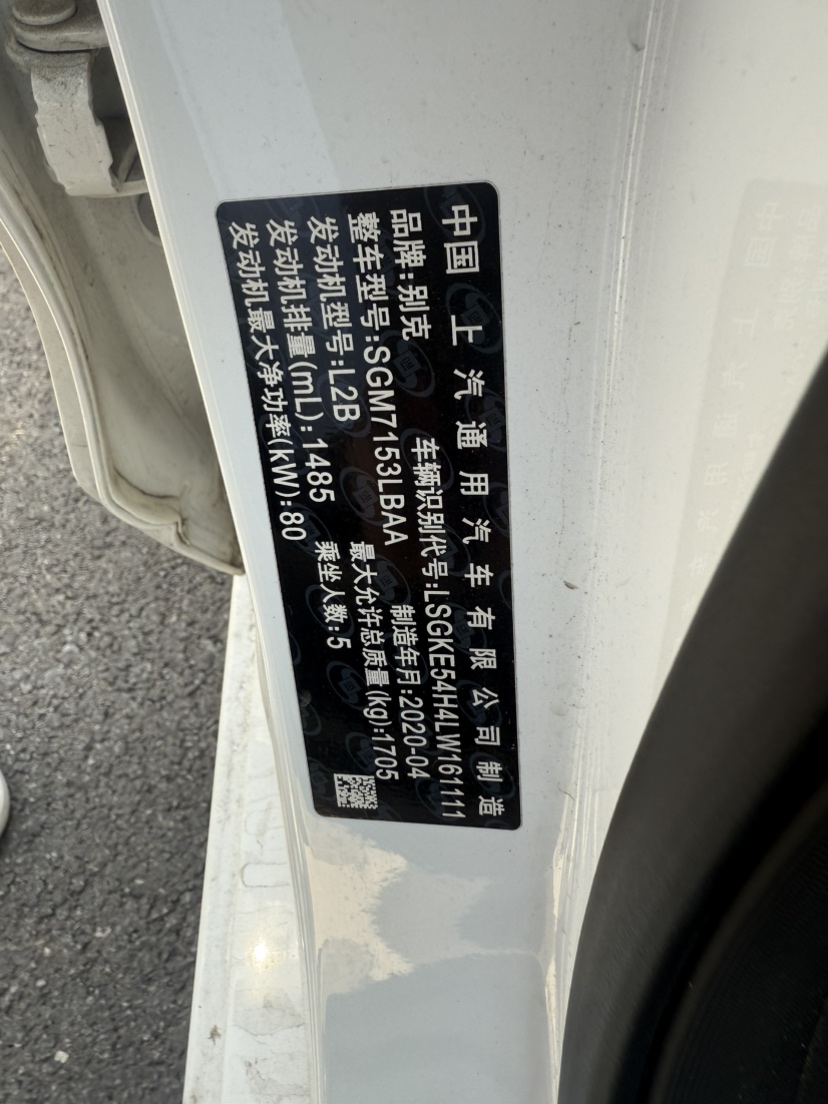 中国 上汽通用汽车有限公司 制造
品牌:别克 车辆识别代号:LSGKE54H4LW161111
整车型号:SGM7153LBAA 制造年月:2020-04
发动机型号:L2B 最大允许总质量(kg):1705
发动机排量(mL):1485 乘坐人数:5
发动机最大净功率(kW):80